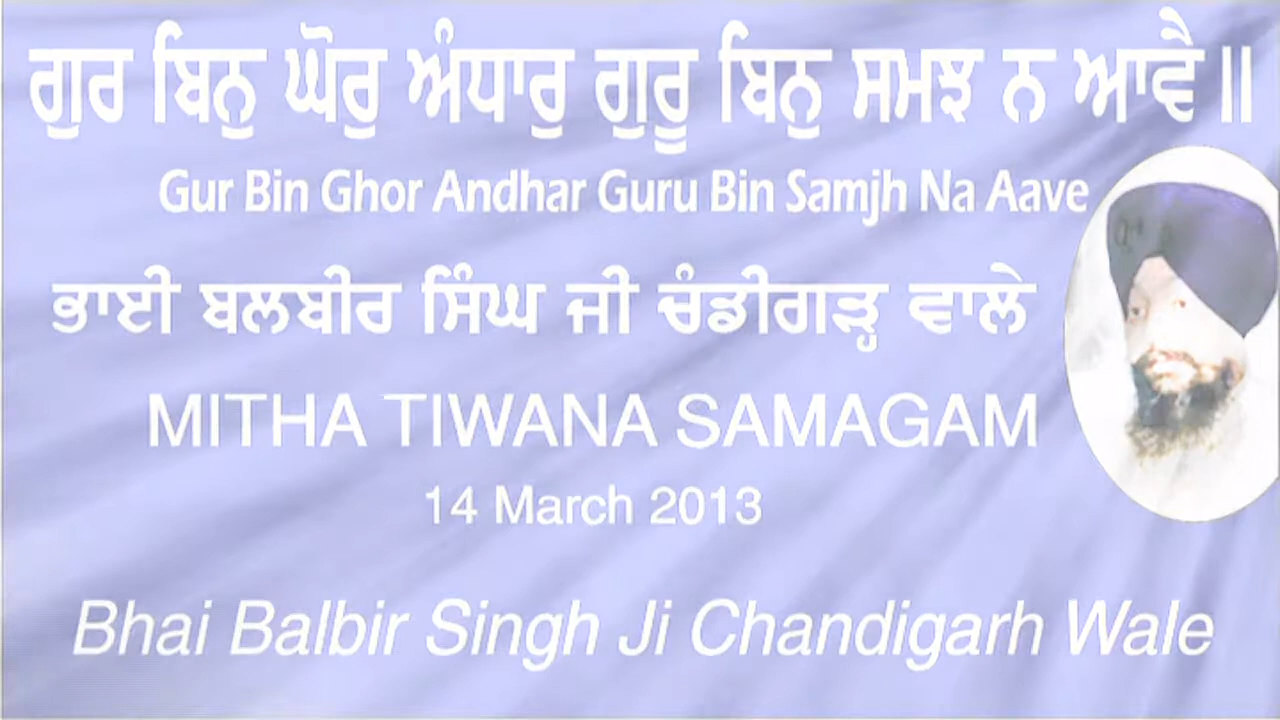 ਗੁਰ ਬਿਨੁ ਘੋਰੁ ਅੰਧਾਰੁ ਗੁਰੂ ਬਿਨੁ ਸਮਝ ਨ ਆਵੈ॥
Gur Bin Ghor Andhar Guru Bin Samjh Na Aave
ਭਾਈ ਬਲਬੀਰ ਸਿੰਘ ਜੀ ਚੰਡੀਗੜ੍ਹ ਵਾਲੇ
MITHA TIWANA SAMAGAM
14 March 2013
Bhai Balbir Singh Ji Chandigarh Wale